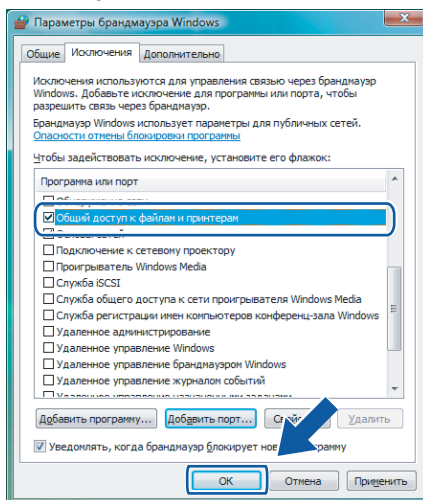 Параметры брандмауэра Windows
Общие Исключения Дополнительно
Исключения используются для управления связью через брандмауэр
Windows. Добавьте исключение для программы или порта, чтобы
разрешить связь через брандмауэр.
Брандмауэр Windows использует параметры для публичных сетей.
Опасности отмены блокировки программы
Чтобы задействовать исключение, установите его флажок:
Программа или порт
Общий доступ к файлам и принтерам
Подключение к сетевому проектору
Проигрыватель Windows Media
Служба iSCSI
Служба общего доступа к сети проигрывателя Windows Media
Служба регистрации имен компьютеров конференц-зала Windows
Удаленное администрирование
Удаленное управление Windows
Удаленное управление брандмауэром Windows
Удаленное управление журналом событий
Удаленное управление назначенными задачами
Добавить программу... Добавить порт... Удалить
Уведомлять, когда брандмауэр блокирует
OK Отмена Применить